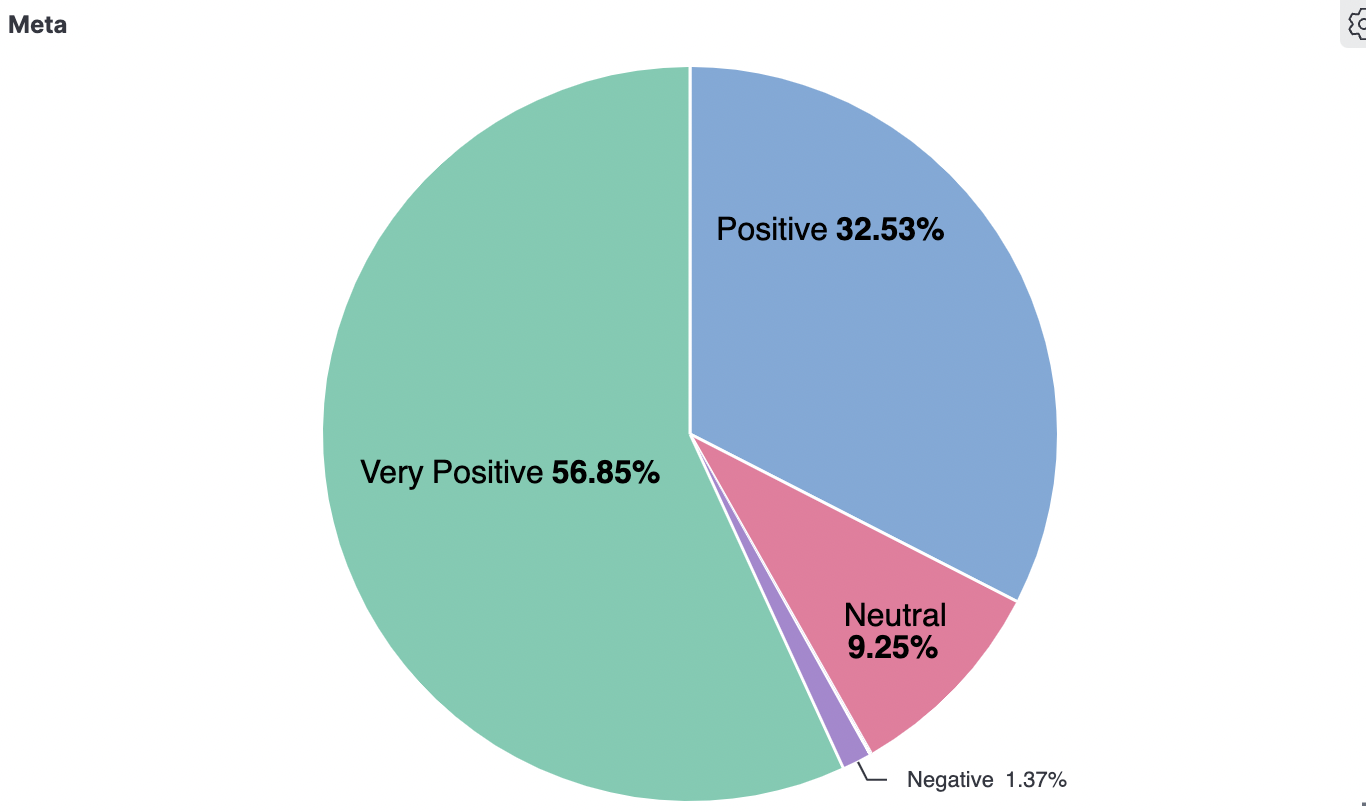 Meta
Positive 32.53%
Very Positive 56.85%
Neutral
9.25%
Negative 1.37%